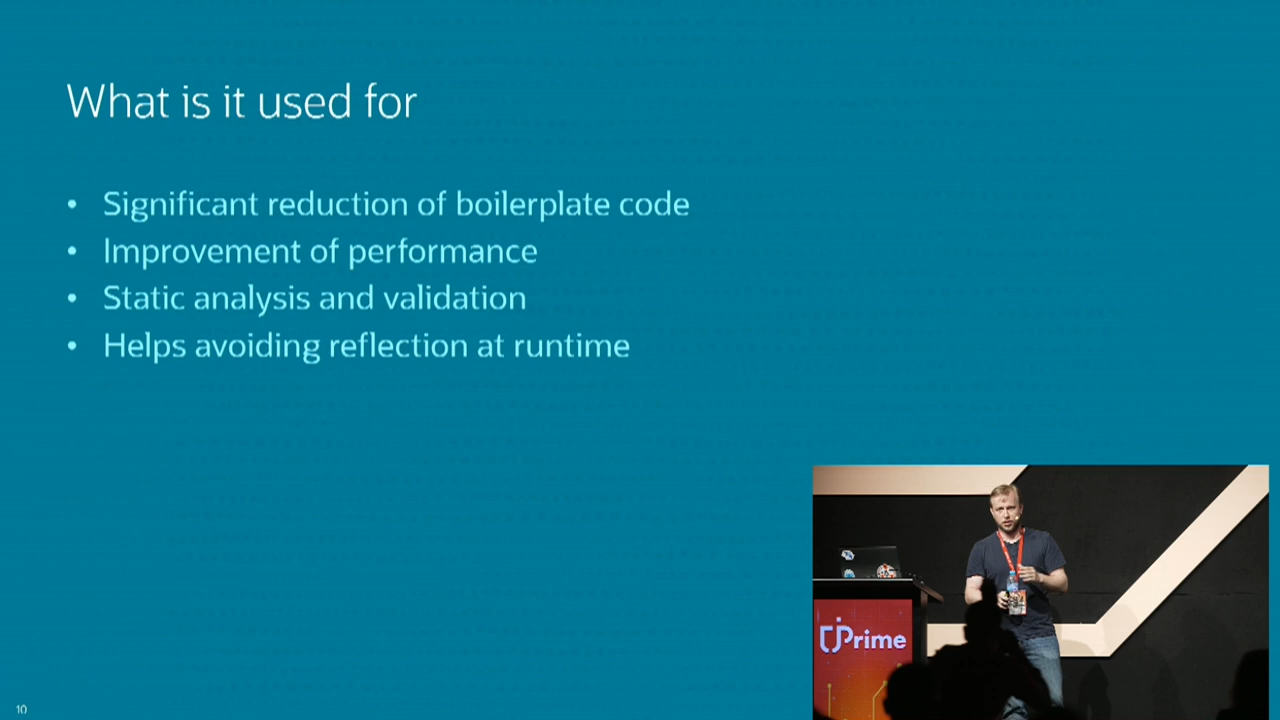 What is it used for
• Significant reduction of boilerplate code
• Improvement of performance
• Static analysis and validation
• Helps avoiding reflection at runtime
jPrime
10